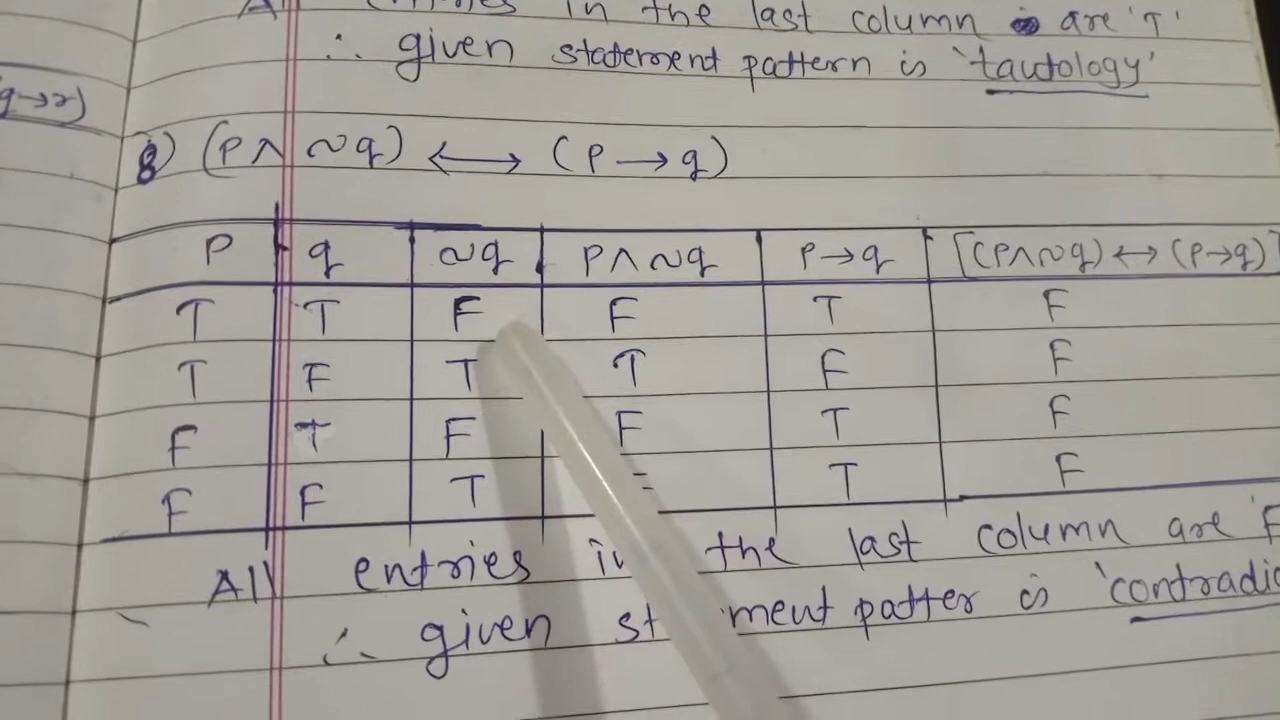 in the last column are 'T'
∴ given statement pattern is 'tautology'
q→r)
8) (P∧ ~q) ⟷ (P → q)
P q ~q P∧~q P→q [(P∧~q)↔(P→q)]
T T F F T F
T F T T F F
F T F F T F
F F T T F
All entries in the last column are 'F
∴ given ment patter is 'contradic